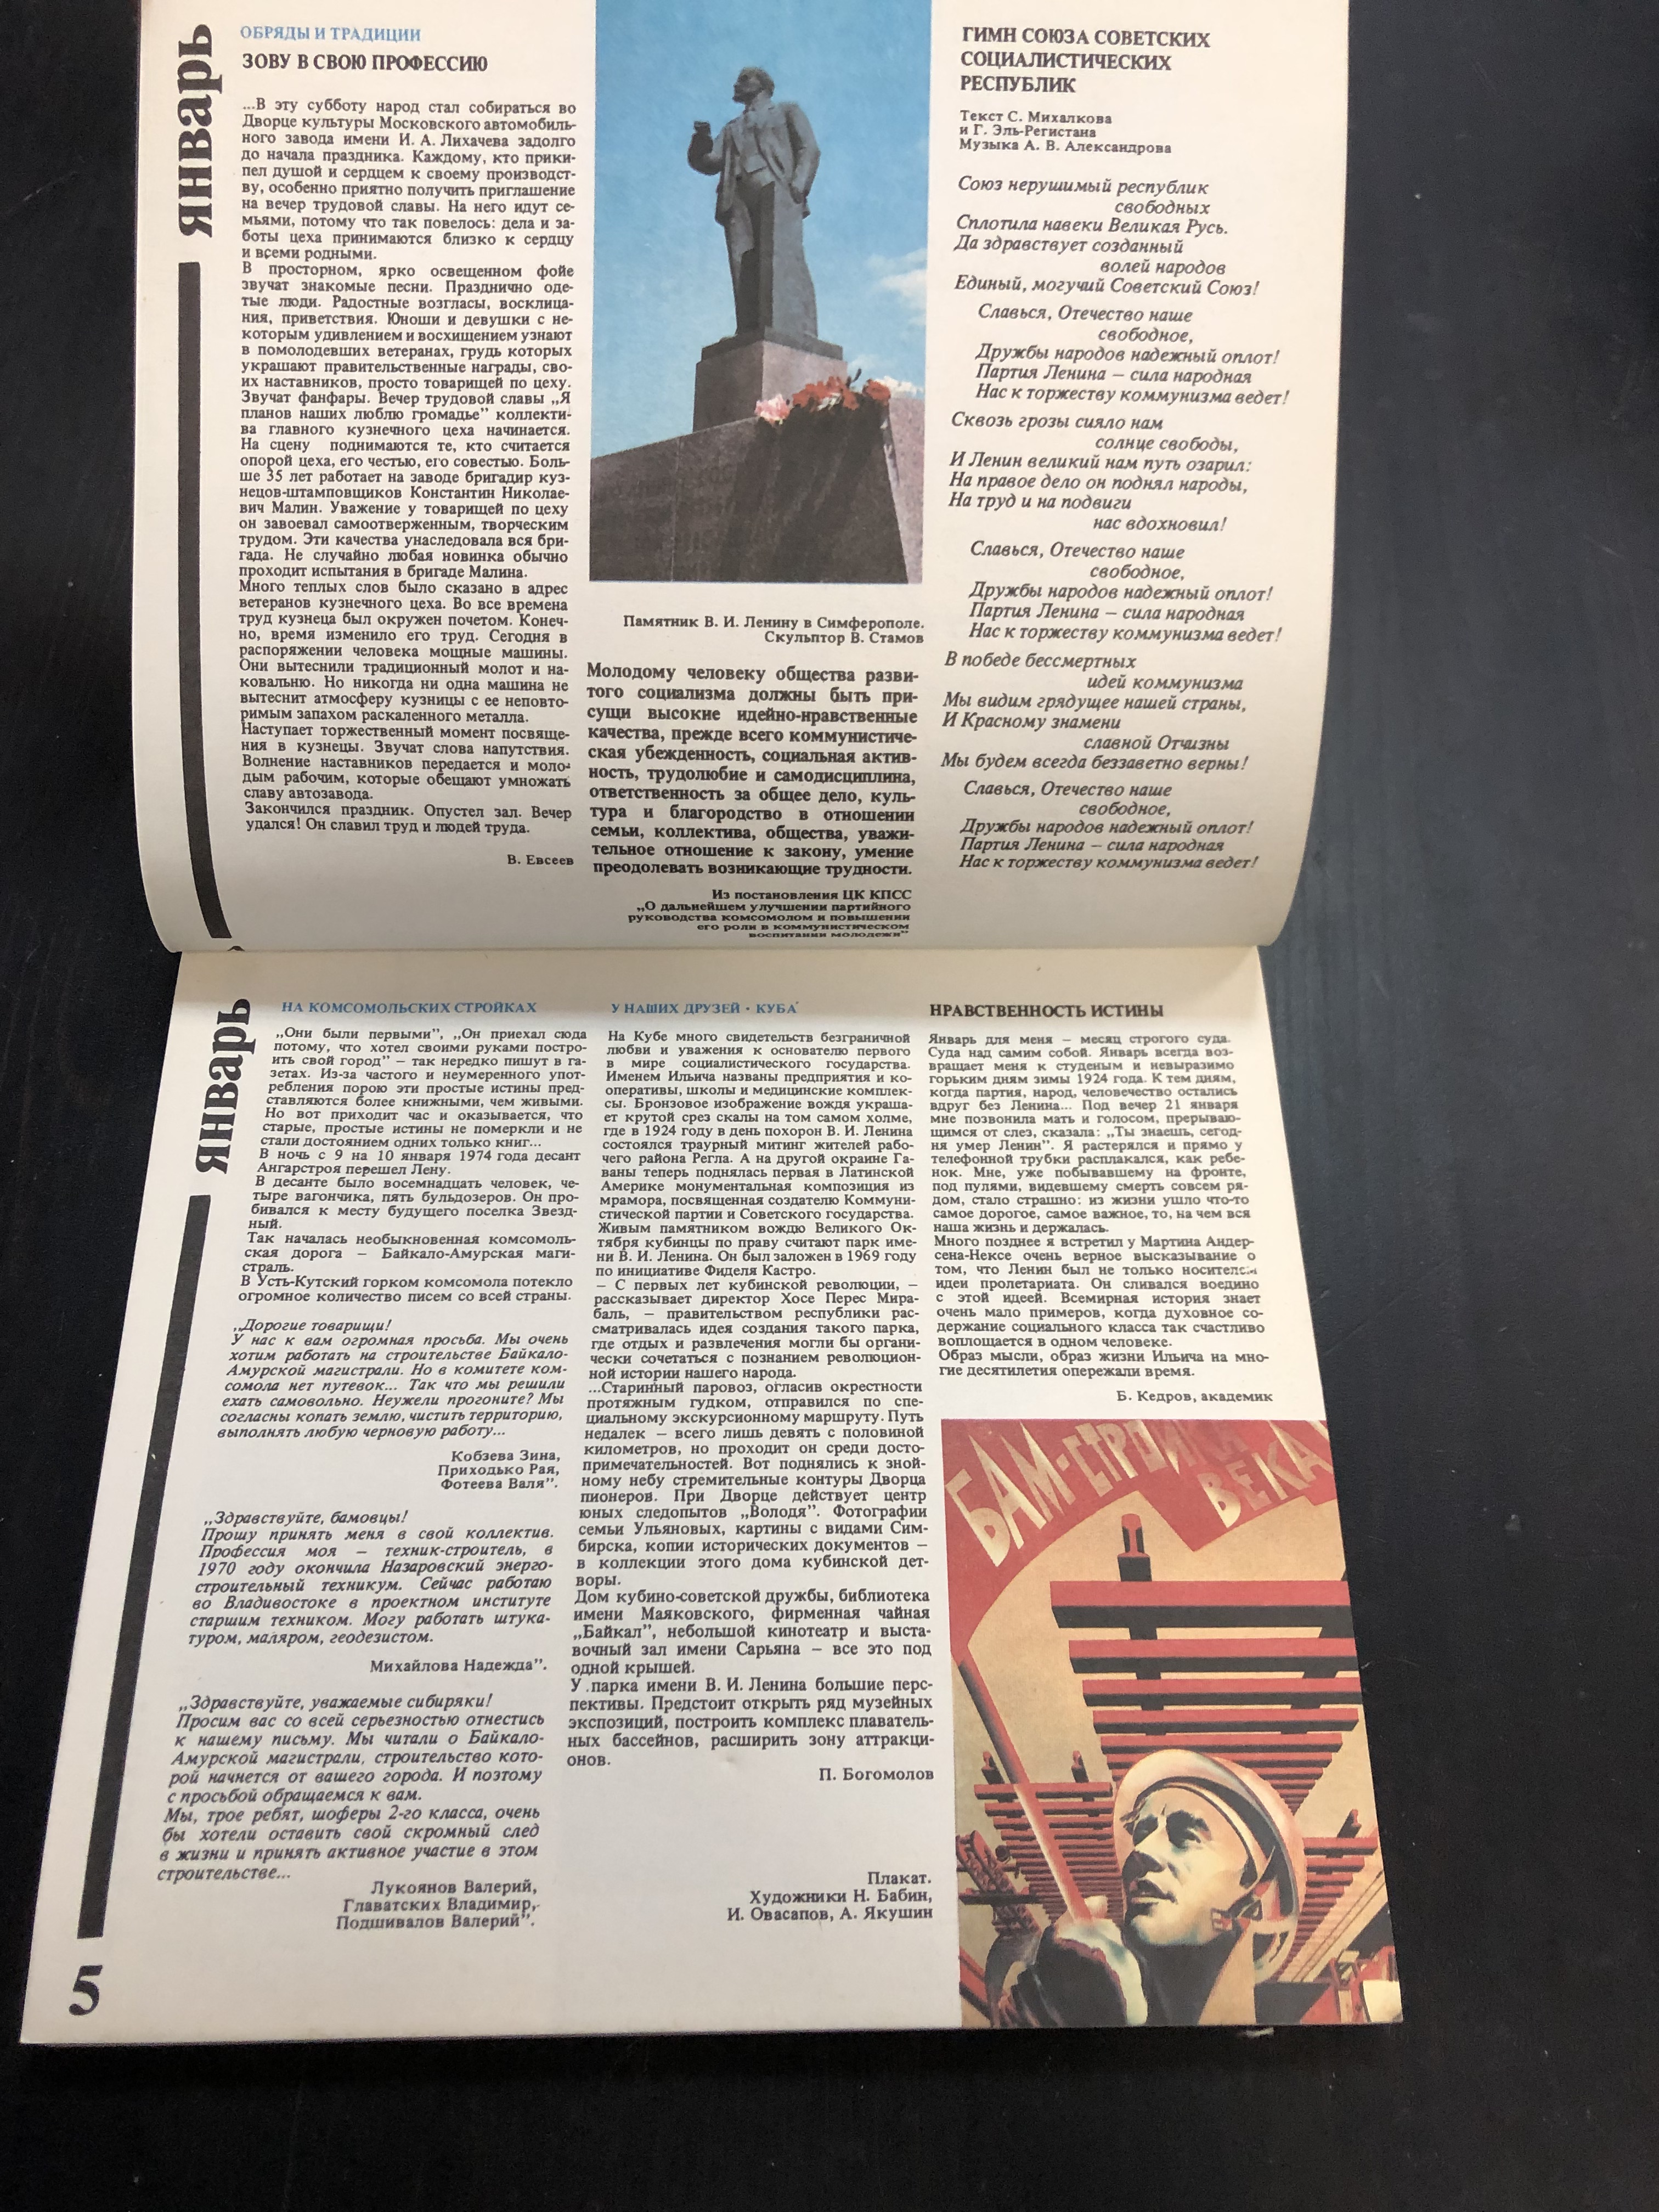 январь
ОБРЯДЫ И ТРАДИЦИИ
ЗОВУ В СВОЮ ПРОФЕССИЮ
...В эту субботу народ стал собираться во
Дворце культуры Московского автомобиль-
ного завода имени И. А. Лихачева задолго
до начала праздника. Каждому, кто прики-
пел душой и сердцем к своему производст-
ву, особенно приятно получить приглашение
на вечер трудовой славы. На него идут се-
мьями, потому что так повелось: дела и за-
боты цеха принимаются близко к сердцу
и всеми родными.
В просторном, ярко освещенном фойе
звучат знакомые песни. Празднично оде-
тые люди. Радостные возгласы, восклица-
ния, приветствия. Юноши и девушки с не-
которым удивлением и восхищением узнают
в помолодевших ветеранах, грудь которых
украшают правительственные награды, сво-
их наставников, просто товарищей по цеху.
Звучат фанфары. Вечер трудовой славы „Я
планов наших люблю громадье” коллекти-
ва главного кузнечного цеха начинается.
На сцену поднимаются те, кто считается
опорой цеха, его честью, его совестью. Боль-
ше 35 лет работает на заводе бригадир куз-
нецов-штамповщиков Константин Николае-
вич Малин. Уважение у товарищей по цеху
он завоевал самоотверженным, творческим
трудом. Эти качества унаследовала вся бри-
гада. Не случайно любая новинка обычно
проходит испытания в бригаде Малина.
Много теплых слов было сказано в адрес
ветеранов кузнечного цеха. Во все времена
труд кузнеца был окружен почетом. Конеч-
но, время изменило его труд. Сегодня в
распоряжении человека мощные машины.
Они вытеснили традиционный молот и на-
ковальню. Но никогда ни одна машина не
вытеснит атмосферу кузницы с ее неповто-
римым запахом раскаленного металла.
Наступает торжественный момент посвяще-
ния в кузнецы. Звучат слова напутствия.
Волнение наставников передается и моло-
дым рабочим, которые обещают умножать
славу автозавода.
Закончился праздник. Опустел зал. Вечер
удался! Он славил труд и людей труда.
В. Евсеев
Памятник В. И. Ленину в Симферополе.
Скульптор В. Стамов
Молодому человеку общества разви-
того социализма должны быть при-
сущи высокие идейно-нравственные
качества, прежде всего коммунистиче-
ская убежденность, социальная актив-
ность, трудолюбие и самодисциплина,
ответственность за общее дело, куль-
тура и благородство в отношении
семьи, коллектива, общества, уважи-
тельное отношение к закону, умение
преодолевать возникающие трудности.
Из постановления ЦК КПСС
„О дальнейшем улучшении партийного
руководства комсомолом и повышении
его роли в коммунистическом
воспитании молодежи”
ГИМН СОЮЗА СОВЕТСКИХ
СОЦИАЛИСТИЧЕСКИХ
РЕСПУБЛИК
Текст С. Михалкова
и Г. Эль-Регистана
Музыка А. В. Александрова
Союз нерушимый республик
свободных
Сплотила навеки Великая Русь.
Да здравствует созданный
волей народов
Единый, могучий Советский Союз!
Славься, Отечество наше
свободное,
Дружбы народов надежный оплот!
Партия Ленина – сила народная
Нас к торжеству коммунизма ведет!
Сквозь грозы сияло нам
солнце свободы,
И Ленин великий нам путь озарил:
На правое дело он поднял народы,
На труд и на подвиги
нас вдохновил!
Славься, Отечество наше
свободное,
Дружбы народов надежный оплот!
Партия Ленина – сила народная
Нас к торжеству коммунизма ведет!
В победе бессмертных
идей коммунизма
Мы видим грядущее нашей страны,
И Красному знамени
славной Отчизны
Мы будем всегда беззаветно верны!
Славься, Отечество наше
свободное,
Дружбы народов надежный оплот!
Партия Ленина – сила народная
Нас к торжеству коммунизма ведет!
январь
НА КОМСОМОЛЬСКИХ СТРОЙКАХ
„Они были первыми”, „Он приехал сюда
потому, что хотел своими руками постро-
ить свой город” – так нередко пишут в га-
зетах. Из-за частого и неумеренного упот-
ребления порою эти простые истины пред-
ставляются более книжными, чем живыми.
Но вот приходит час и оказывается, что
старые, простые истины не померкли и не
стали достоянием одних только книг...
В ночь с 9 на 10 января 1974 года десант
Ангарстроя перешел Лену.
В десанте было восемнадцать человек, че-
тыре вагончика, пять бульдозеров. Он про-
бивался к месту будущего поселка Звезд-
ный.
Так началась необыкновенная комсомоль-
ская дорога – Байкало-Амурская маги-
страль.
В Усть-Кутский горком комсомола потекло
огромное количество писем со всей страны.
„Дорогие товарищи!
У нас к вам огромная просьба. Мы очень
хотим работать на строительстве Байкало-
Амурской магистрали. Но в комитете ком-
сомола нет путевок... Так что мы решили
ехать самовольно. Неужели прогоните? Мы
согласны копать землю, чистить территорию,
выполнять любую черновую работу...
Кобзева Зина,
Приходько Рая,
Фотеева Валя”.
„Здравствуйте, бамовцы!
Прошу принять меня в свой коллектив.
Профессия моя – техник-строитель, в
1970 году окончила Назаровский энерго-
строительный техникум. Сейчас работаю
во Владивостоке в проектном институте
старшим техником. Могу работать штука-
туром, маляром, геодезистом.
Михайлова Надежда”.
„Здравствуйте, уважаемые сибиряки!
Просим вас со всей серьезностью отнестись
к нашему письму. Мы читали о Байкало-
Амурской магистрали, строительство кото-
рой начнется от вашего города. И поэтому
с просьбой обращаемся к вам.
Мы, трое ребят, шоферы 2-го класса, очень
бы хотели оставить свой скромный след
в жизни и принять активное участие в этом
строительстве...
Лукоянов Валерий,
Главатских Владимир,
Подшивалов Валерий”.
5
У НАШИХ ДРУЗЕЙ · КУБА
На Кубе много свидетельств безграничной
любви и уважения к основателю первого
в мире социалистического государства.
Именем Ильича названы предприятия и ко-
оперативы, школы и медицинские комплек-
сы. Бронзовое изображение вождя украша-
ет крутой срез скалы на том самом холме,
где в 1924 году в день похорон В. И. Ленина
состоялся траурный митинг жителей рабо-
чего района Регла. А на другой окраине Га-
ваны теперь поднялась первая в Латинской
Америке монументальная композиция из
мрамора, посвященная создателю Коммуни-
стической партии и Советского государства.
Живым памятником вождю Великого Ок-
тября кубинцы по праву считают парк име-
ни В. И. Ленина. Он был заложен в 1969 году
по инициативе Фиделя Кастро.
– С первых лет кубинской революции, –
рассказывает директор Хосе Перес Мира-
баль, – правительством республики рас-
сматривалась идея создания такого парка,
где отдых и развлечения могли бы органи-
чески сочетаться с познанием революцион-
ной истории нашего народа.
...Старинный паровоз, огласив окрестности
протяжным гудком, отправился по спе-
циальному экскурсионному маршруту. Путь
недалек – всего лишь девять с половиной
километров, но проходит он среди досто-
примечательностей. Вот поднялись к зной-
ному небу стремительные контуры Дворца
пионеров. При Дворце действует центр
юных следопытов „Володя”. Фотографии
семьи Ульяновых, картины с видами Сим-
бирска, копии исторических документов –
в коллекции этого дома кубинской дет-
воры.
Дом кубино-советской дружбы, библиотека
имени Маяковского, фирменная чайная
„Байкал”, небольшой кинотеатр и выста-
вочный зал имени Сарьяна – все это под
одной крышей.
У парка имени В. И. Ленина большие перс-
пективы. Предстоит открыть ряд музейных
экспозиций, построить комплекс плаватель-
ных бассейнов, расширить зону аттракци-
онов.
П. Богомолов
Плакат.
Художники Н. Бабин,
И. Овасапов, А. Якушин
НРАВСТВЕННОСТЬ ИСТИНЫ
Январь для меня – месяц строгого суда.
Суда над самим собой. Январь всегда воз-
вращает меня к студеным и невыразимо
горьким дням зимы 1924 года. К тем дням,
когда партия, народ, человечество остались
вдруг без Ленина... Под вечер 21 января
мне позвонила мать и голосом, прерываю-
щимся от слез, сказала: „Ты знаешь, сегод-
ня умер Ленин”. Я растерялся и прямо у
телефонной трубки расплакался, как ребе-
нок. Мне, уже побывавшему на фронте,
под пулями, видевшему смерть совсем ря-
дом, стало страшно: из жизни ушло что-то
самое дорогое, самое важное, то, на чем вся
наша жизнь и держалась.
Много позднее я встретил у Мартина Андер-
сена-Нексе очень верное высказывание о
том, что Ленин был не только носителем
идеи пролетариата. Он сливался воедино
с этой идеей. Всемирная история знает
очень мало примеров, когда духовное со-
держание социального класса так счастливо
воплощается в одном человеке.
Образ мысли, образ жизни Ильича на мно-
гие десятилетия опережали время.
Б. Кедров, академик
БАМ-СТРОЙКА
ВЕКА!